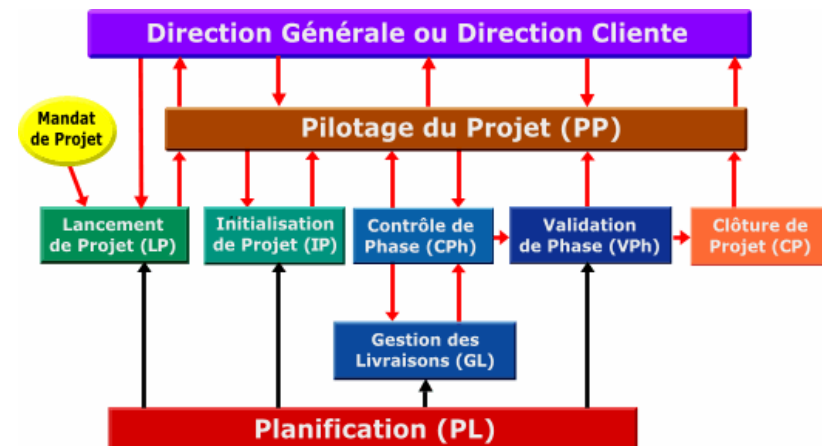 Direction Générale ou Direction Cliente
Mandat
de Projet
Pilotage du Projet (PP)
Lancement
de Projet (LP)
Initialisation
de Projet (IP)
Contrôle de
Phase (CPh)
Validation
de Phase (VPh)
Clôture de
Projet (CP)
Gestion des
Livraisons (GL)
Planification (PL)